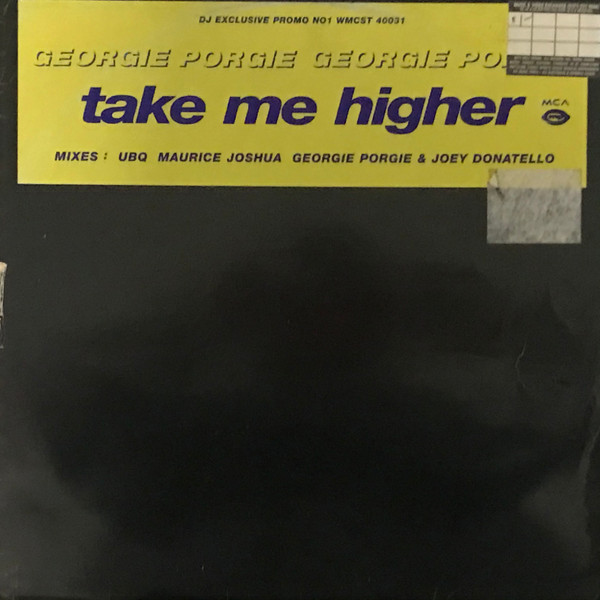 DJ EXCLUSIVE PROMO NO1 WMCST 40031
GEORGIE PORGIE GEORGIE PO
take me higher
MCA
MIXES : UBQ MAURICE JOSHUA GEORGIE PORGIE & JOEY DONATELLO